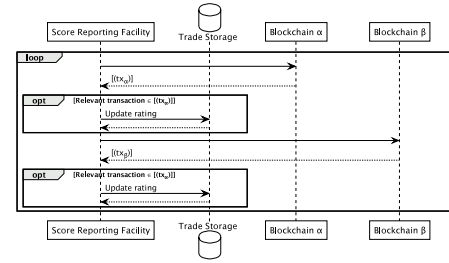 Score Reporting Facility
Trade Storage
Blockchain α
Blockchain β
loop
[(txα)]
opt
[Relevant transaction ∈ [(txα)]]
Update rating
[(txβ)]
opt
[Relevant transaction ∈ [(txα)]]
Update rating
Score Reporting Facility
Trade Storage
Blockchain α
Blockchain β